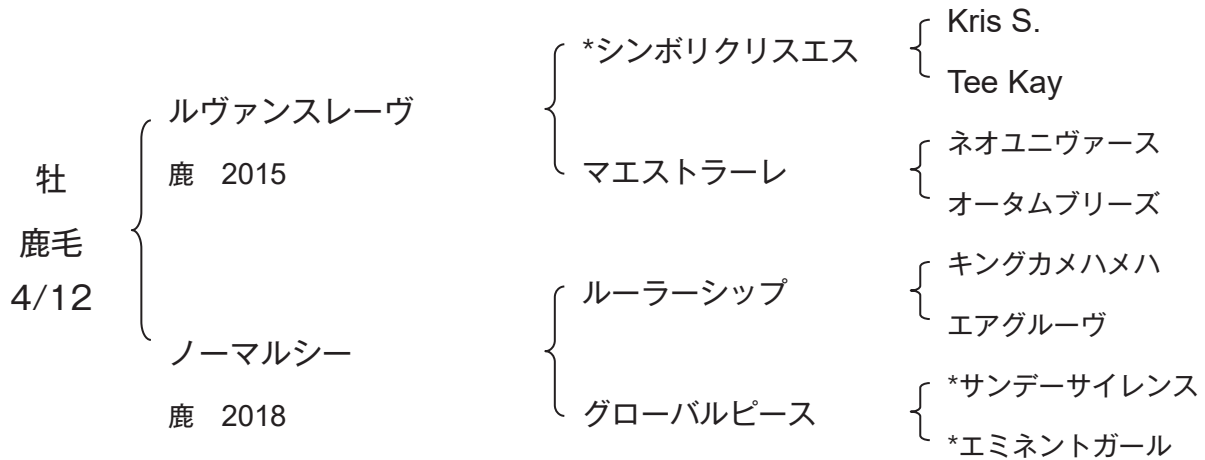 牡
鹿毛
4/12
ルヴァンスレーヴ
鹿　2015
ノーマルシー
鹿　2018
*シンボリクリスエス
マエストラーレ
ルーラーシップ
グローバルピース
Kris S.
Tee Kay
ネオユニヴァース
オータムブリーズ
キングカメハメハ
エアグルーヴ
*サンデーサイレンス
*エミネントガール